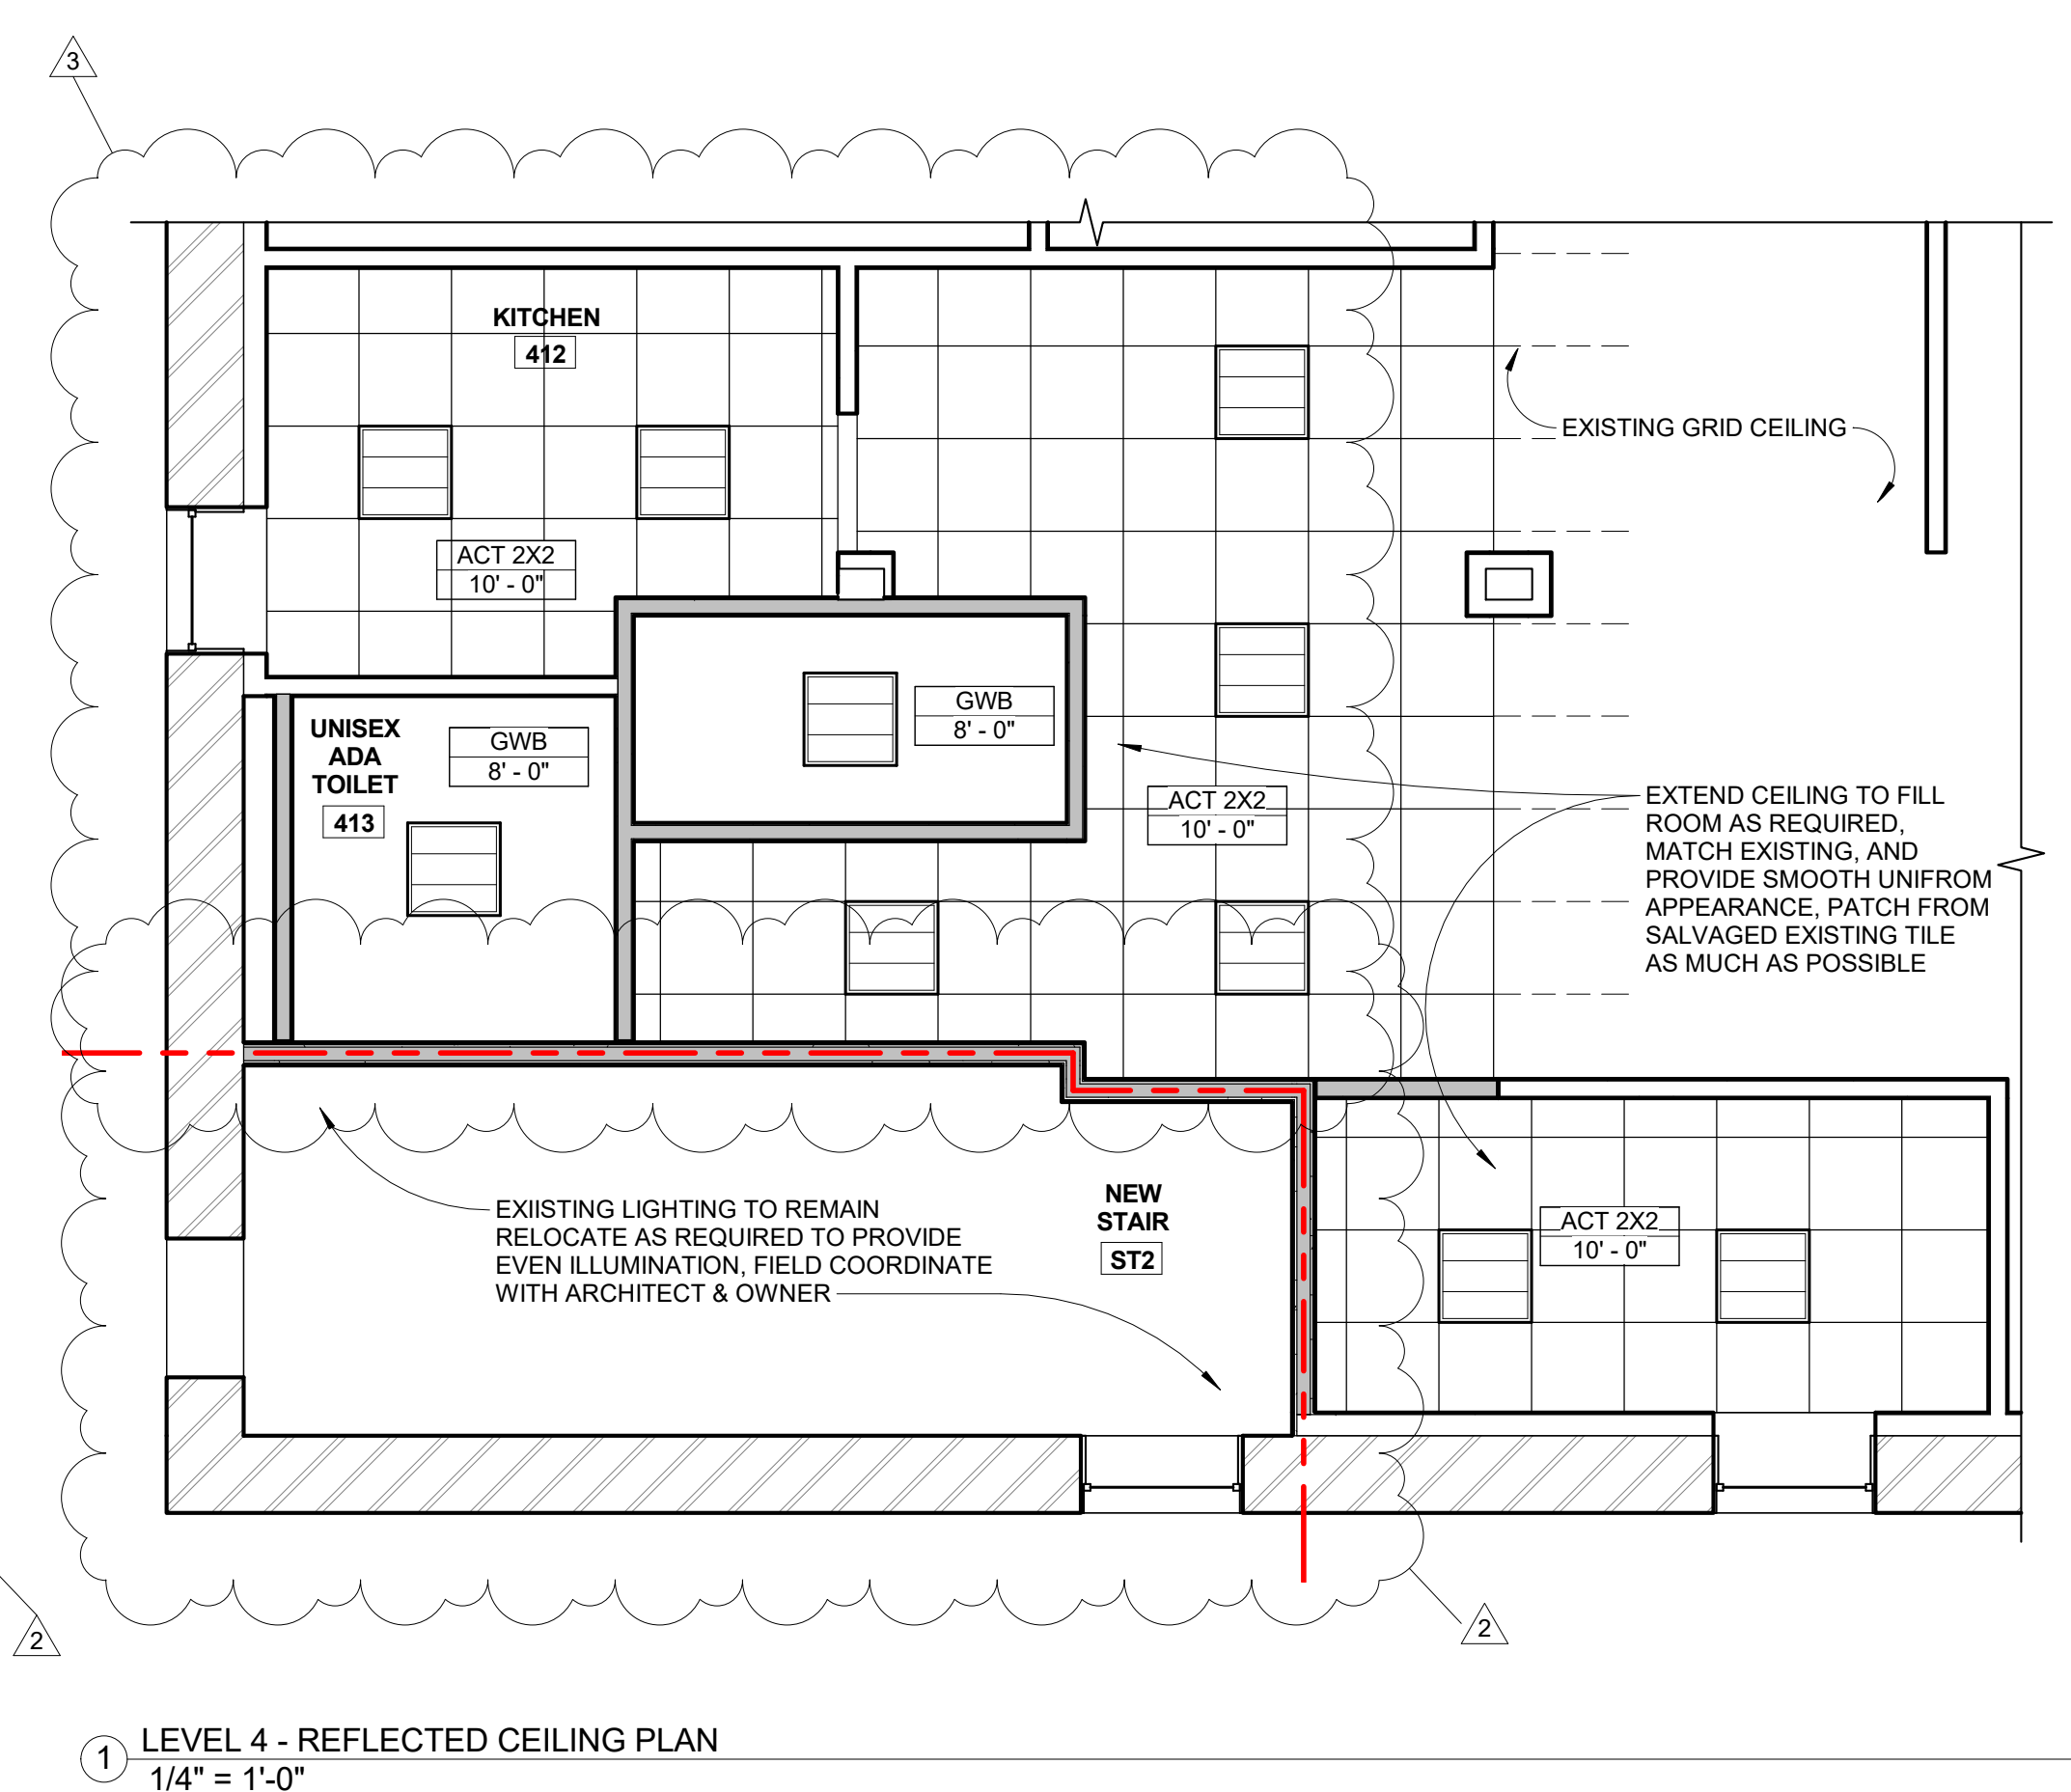 3
KITCHEN
412
EXISTING GRID CEILING
ACT 2X2
10' - 0"
GWB
8' - 0"
UNISEX
ADA
TOILET
413
GWB
8' - 0"
ACT 2X2
10' - 0"
EXTEND CEILING TO FILL
ROOM AS REQUIRED,
MATCH EXISTING, AND
PROVIDE SMOOTH UNIFROM
APPEARANCE, PATCH FROM
SALVAGED EXISTING TILE
AS MUCH AS POSSIBLE
EXIISTING LIGHTING TO REMAIN
RELOCATE AS REQUIRED TO PROVIDE
EVEN ILLUMINATION, FIELD COORDINATE
WITH ARCHITECT & OWNER
NEW
STAIR
ST2
ACT 2X2
10' - 0"
2
2
1
LEVEL 4 - REFLECTED CEILING PLAN
1/4" = 1'-0"